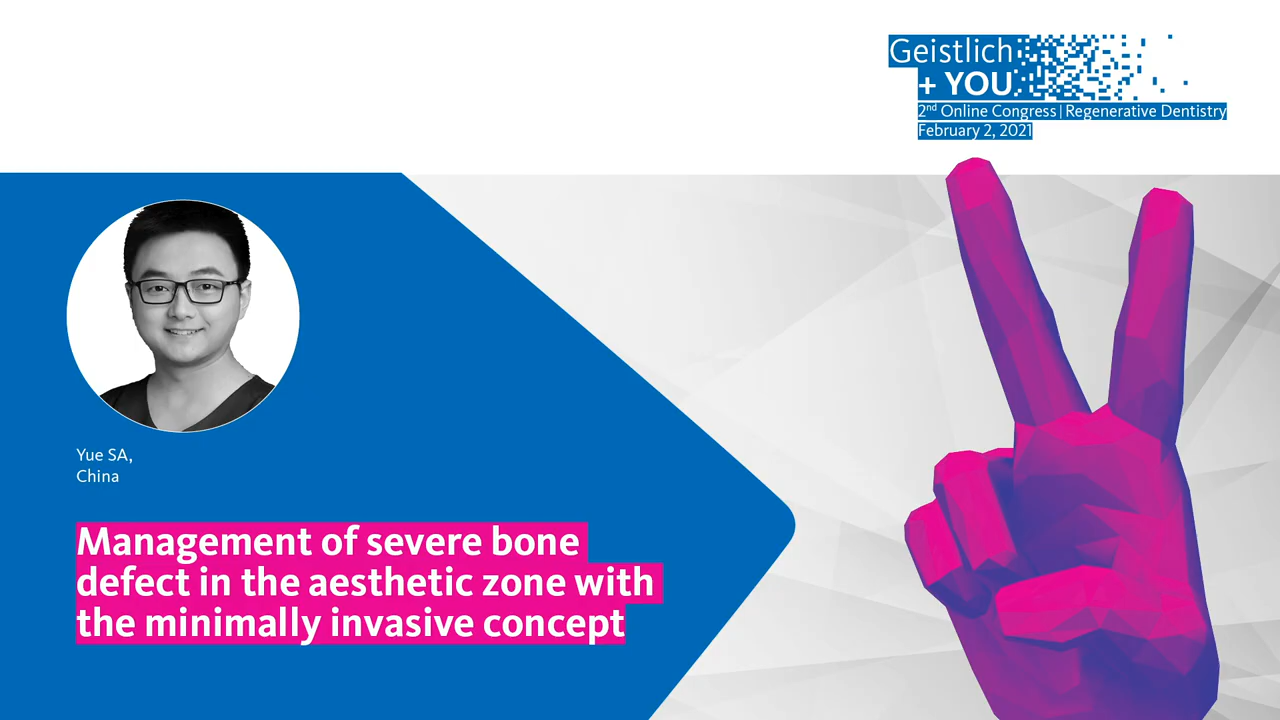 Geistlich
+ YOU
2nd Online Congress | Regenerative Dentistry
February 2, 2021
Yue SA,
China
Management of severe bone
defect in the aesthetic zone with
the minimally invasive concept